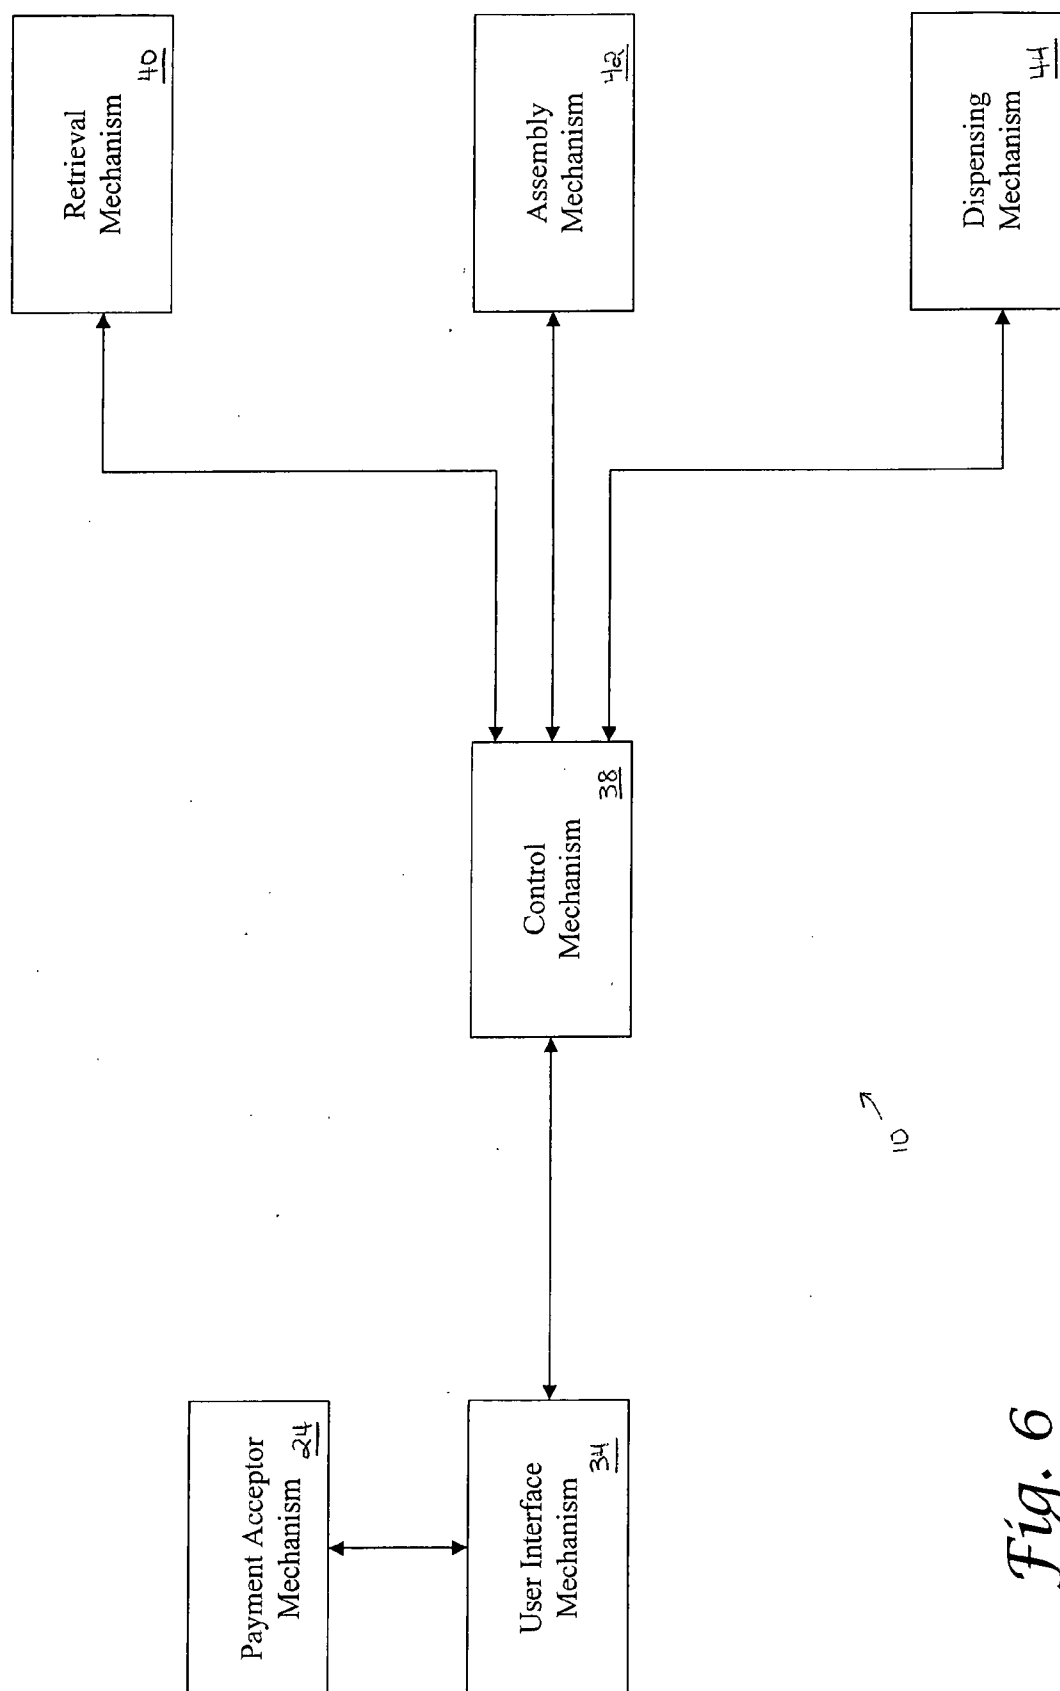 Payment Acceptor
Mechanism
24
User Interface
Mechanism
34
Control
Mechanism
38
Retrieval
Mechanism
40
Assembly
Mechanism
42
Dispensing
Mechanism
44
10
Fig. 6